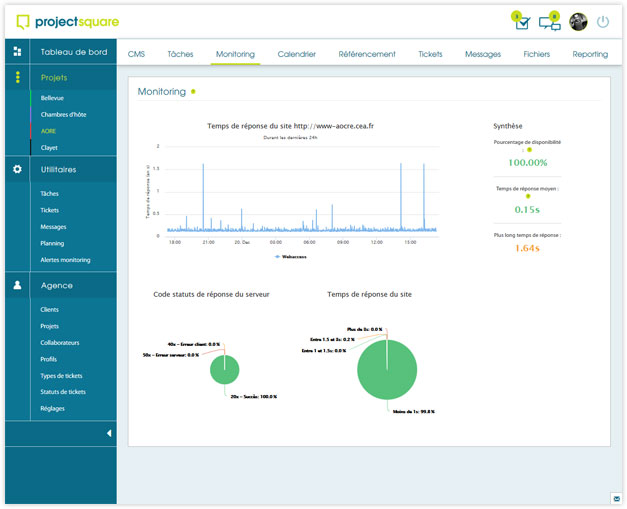 projectsquare
5
8
Tableau de bord
CMS
Tâches
Monitoring
Calendrier
Référencement
Tickets
Messages
Fichiers
Reporting
Projets
Bellevue
Chambres d'hôte
AORE
Clayet
Utilitaires
Tâches
Tickets
Messages
Planning
Alertes monitoring
Agence
Clients
Projets
Collaborateurs
Profils
Types de tickets
Statuts de tickets
Réglages
Monitoring
Temps de réponse du site http://www-aocre.cea.fr
Durant les dernières 24h
Temps de réponse (en s)
2
1.5
1
0.5
0
18:00
21:00
20. Dec
03:00
06:00
09:00
12:00
15:00
Webaccess
Synthèse
Pourcentage de disponibilité
:
100.00%
Temps de réponse moyen :
0.15s
Plus long temps de réponse :
1.64s
Code statuts de réponse du serveur
40x - Erreur client: 0.0 %
50x - Erreur serveur: 0.0 %
20x - Succès: 100.0 %
Temps de réponse du site
Plus de 3s: 0.0 %
Entre 1.5 et 3s: 0.2 %
Entre 1 et 1.5s: 0.0 %
Moins de 1s: 99.8 %